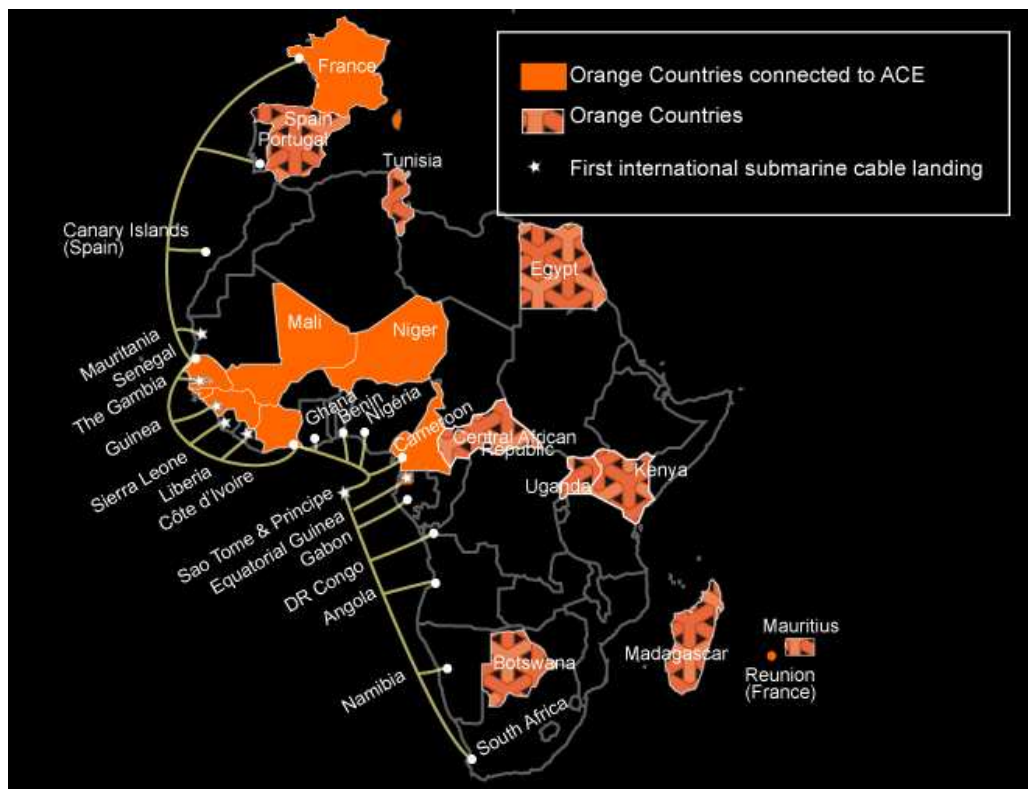 Orange Countries connected to ACE
Orange Countries
First international submarine cable landing
France
Spain
Portugal
Tunisia
Canary Islands
(Spain)
Egypt
Mali
Niger
Mauritania
Senegal
The Gambia
Guinea
Sierra Leone
Liberia
Côte d'Ivoire
Ghana
Benin
Nigéria
Cameroon
Central African
Republic
Uganda
Kenya
Sao Tome & Principe
Equatorial Guinea
Gabon
DR Congo
Angola
Namibia
South Africa
Botswana
Madagascar
Mauritius
Reunion
(France)